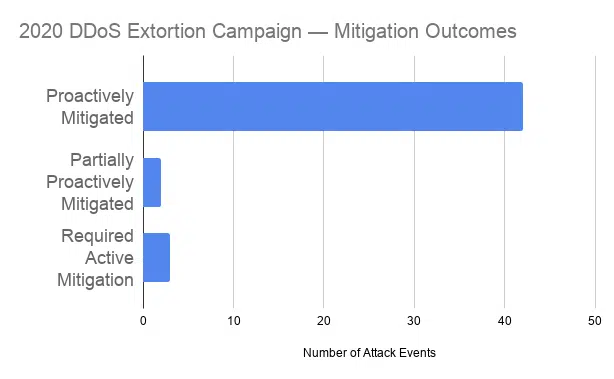 2020 DDoS Extortion Campaign — Mitigation Outcomes
Proactively
Mitigated
Partially
Proactively
Mitigated
Required
Active
Mitigation
0 10 20 30 40 50
Number of Attack Events